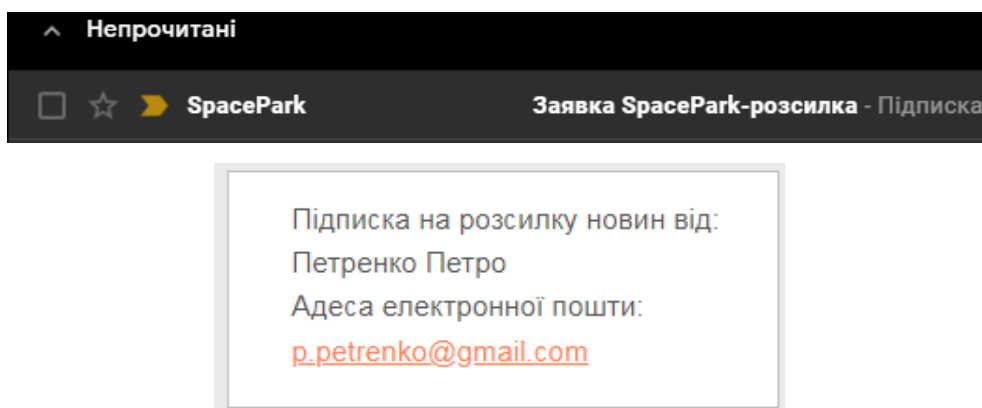 Непрочитані
SpacePark Заявка SpacePark-розсилка - Підписка
Підписка на розсилку новин від:
Петренко Петро
Адеса електронної пошти:
p.petrenko@gmail.com